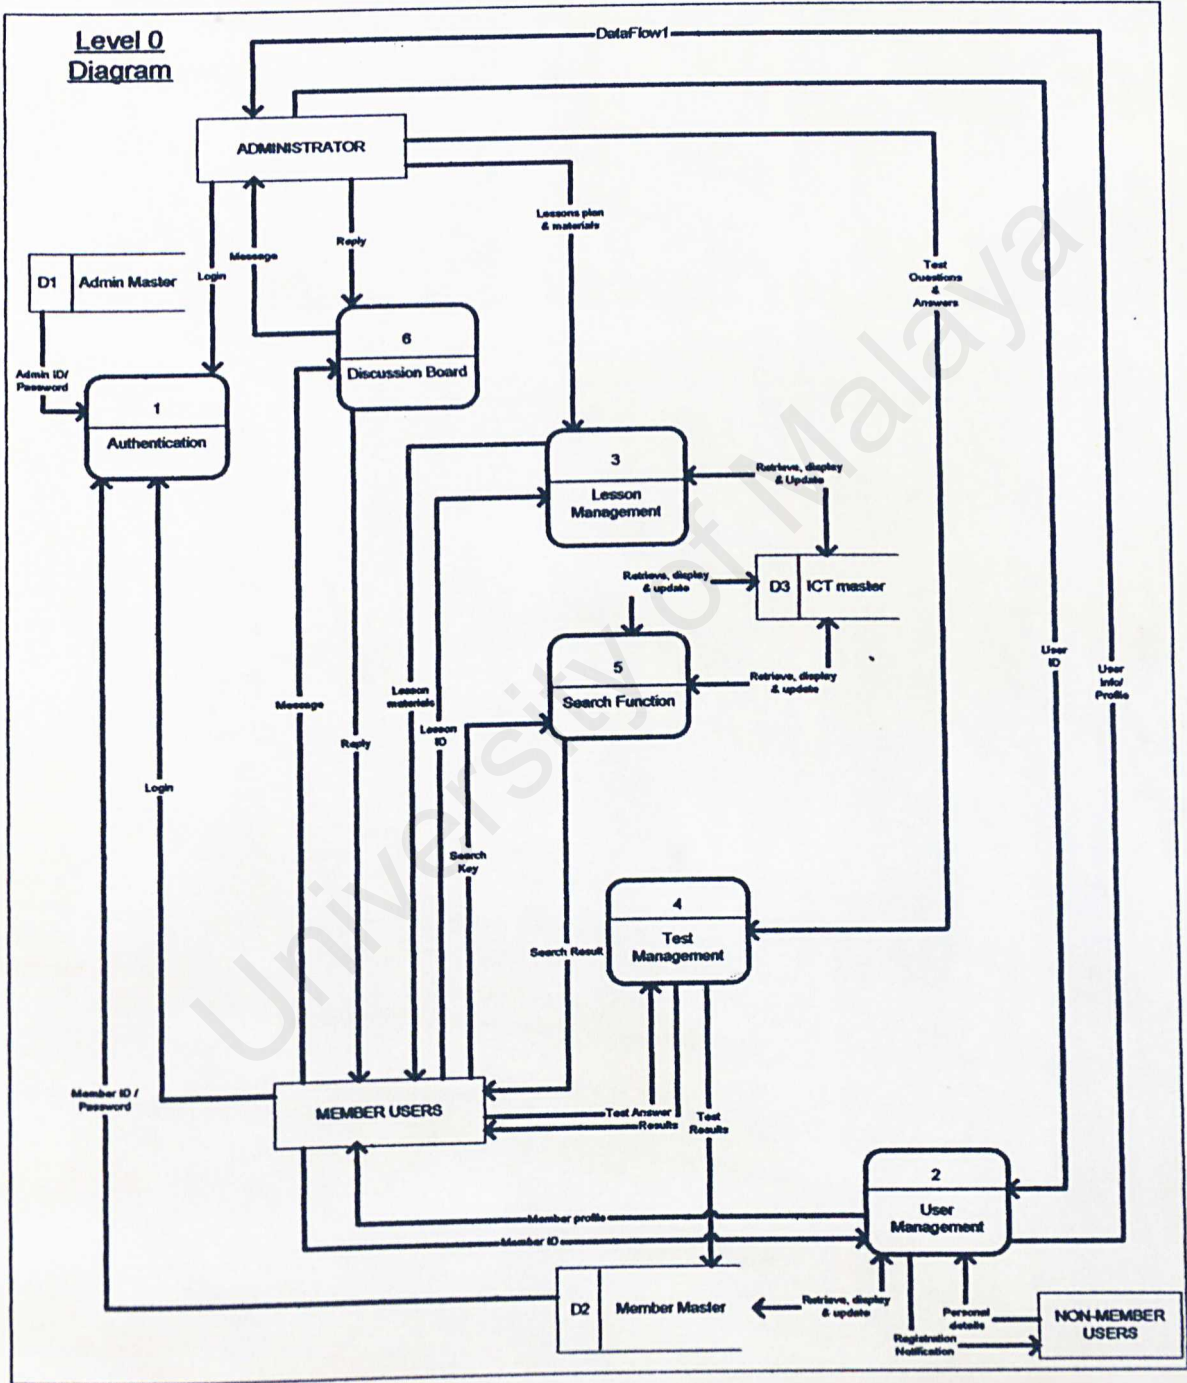 Level 0
Diagram
DataFlow1
ADMINISTRATOR
Lessons plan
& materials
Reply
Message
Login
Test
Questions
&
Answers
D1
Admin Master
6
Discussion Board
Admin ID/
Password
1
Authentication
3
Lesson
Management
Retrieve, display
& Update
Retrieve, display
& update
D3
ICT master
5
Search Function
Retrieve, display
& update
User
ID
User
Info/
Profile
Message
Reply
Lesson
materials
Lesson
ID
Login
Search
Key
4
Test
Management
Search Result
Member ID /
Password
MEMBER USERS
Test Answer
Results
Test
Results
2
User
Management
Member profile
Member ID
D2
Member Master
Retrieve, display
& update
Personal
details
Registration
Notification
NON-MEMBER
USERS
University of Malaya